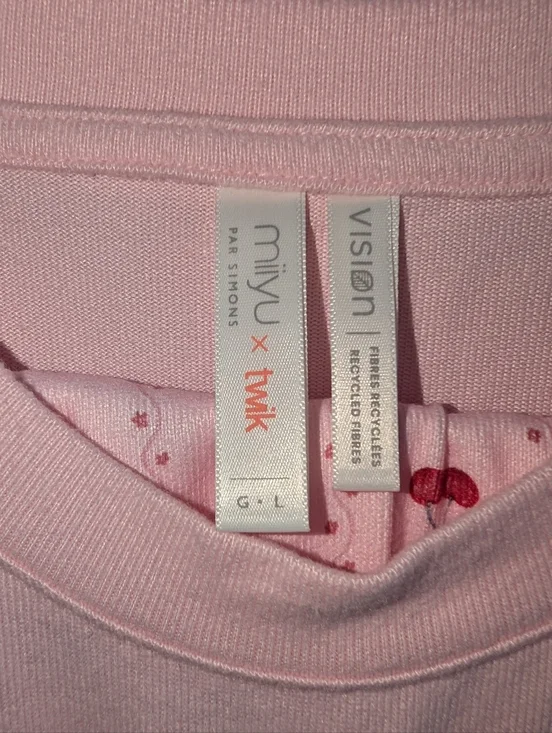 miiyu × twik
PAR SIMONS
G • L
VISION
FIBRES RECYCLÉES
RECYCLED FIBRES